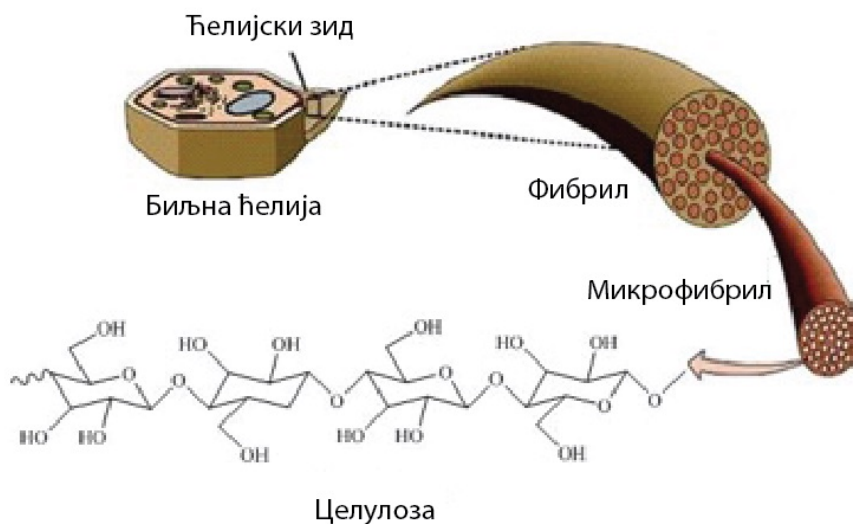 Ћелијски зид
Биљна ћелија
Фибрил
Микрофибрил
OH
HO
OH
OH
HO
OH
O
O
O
O
O
O
O
HO
HO
OH
HO
HO
OH
Целулоза